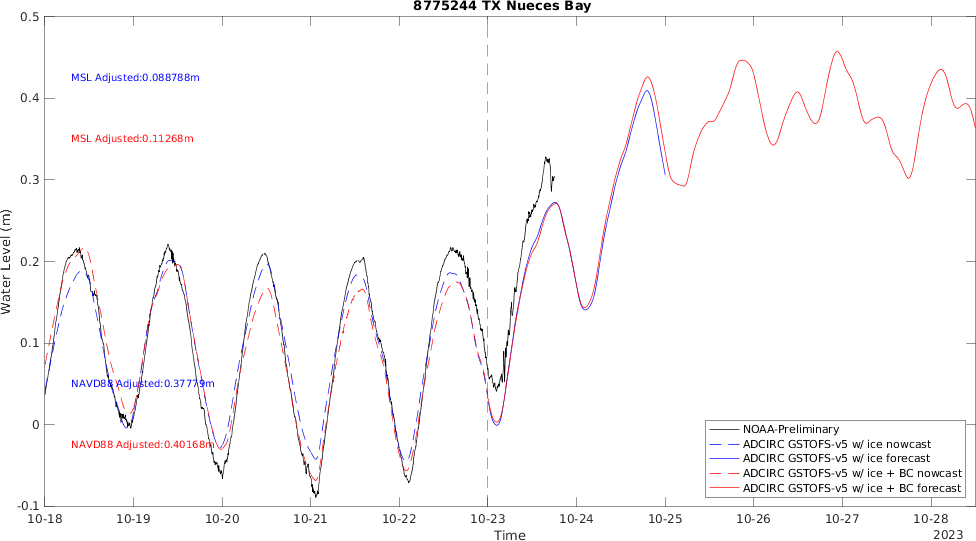 8775244 TX Nueces Bay
Water Level (m)
0.5
0.4
0.3
0.2
0.1
0
-0.1
MSL Adjusted:0.088788m
MSL Adjusted:0.11268m
NAVD88 Adjusted:0.37779m
NAVD88 Adjusted:0.40168m
NOAA-Preliminary
ADCIRC GSTOFS-v5 w/ ice nowcast
ADCIRC GSTOFS-v5 w/ ice forecast
ADCIRC GSTOFS-v5 w/ ice + BC nowcast
ADCIRC GSTOFS-v5 w/ ice + BC forecast
10-18 10-19 10-20 10-21 10-22 10-23 10-24 10-25 10-26 10-27 10-28
Time
2023